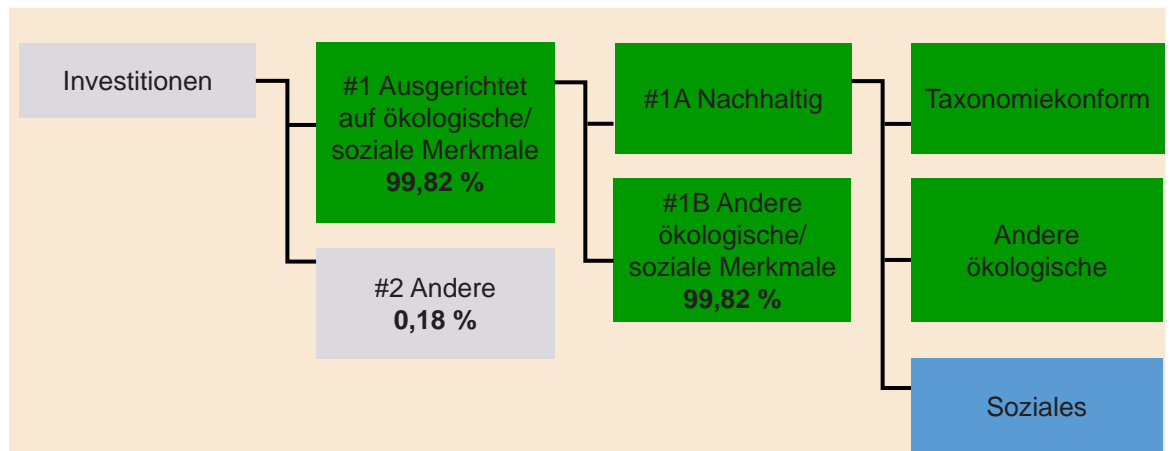 Investitionen
#1 Ausgerichtet
auf ökologische/
soziale Merkmale
99,82 %
#2 Andere
0,18 %
#1A Nachhaltig
#1B Andere
ökologische/
soziale Merkmale
99,82 %
Taxonomiekonform
Andere
ökologische
Soziales